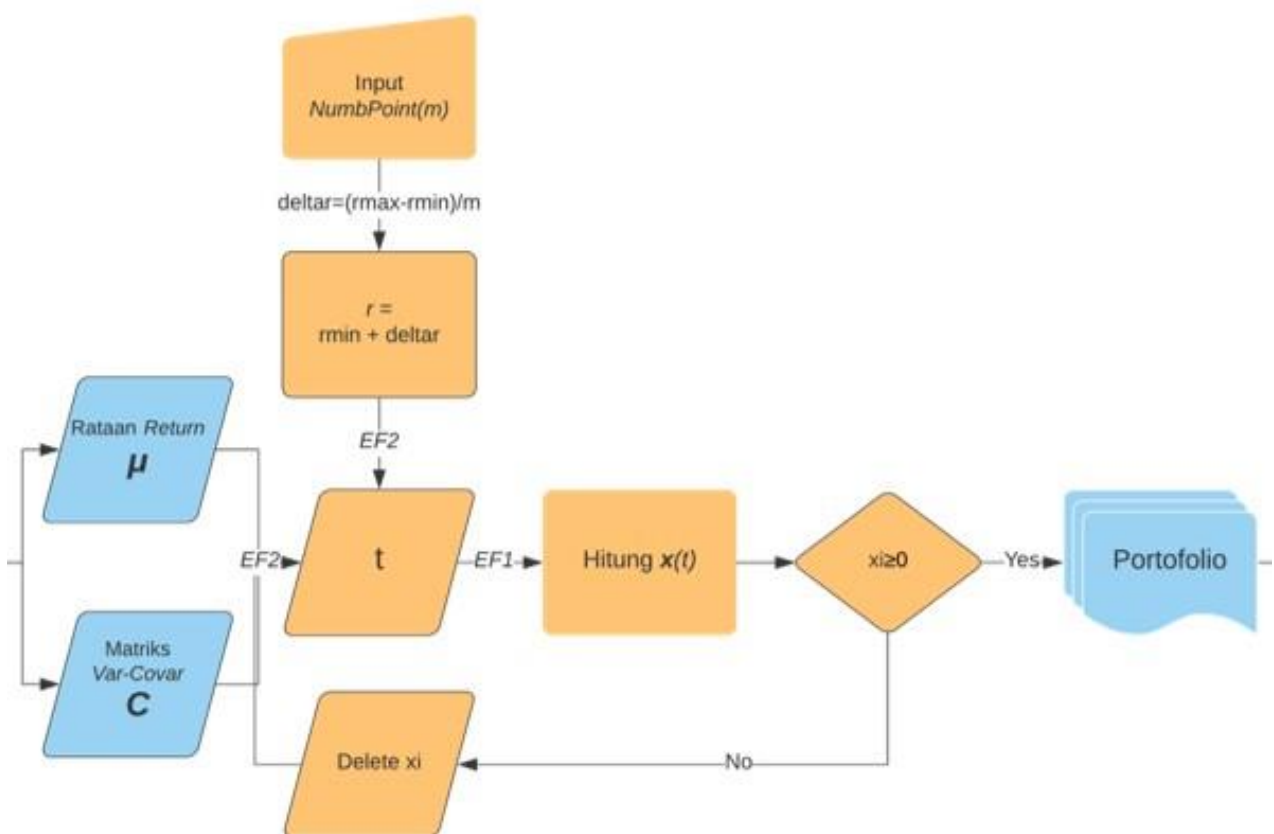 Input
NumbPoint(m)
deltar=(rmax-rmin)/m
r =
rmin + deltar
EF2
Rataan Return
μ
Matriks
Var-Covar
C
EF2
t
EF1
Hitung x(t)
xi≥0
Yes
Portofolio
No
Delete xi